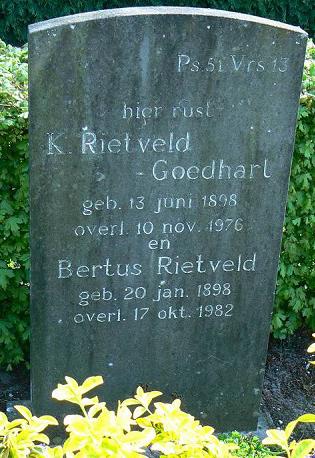 Ps. 51 Vrs 13
hier rust
K. Rietveld
- Goedhart
geb. 13 juni 1898
overl. 10 nov. 1976
en
Bertus Rietveld
geb. 20 jan. 1898
overl. 17 okt. 1982